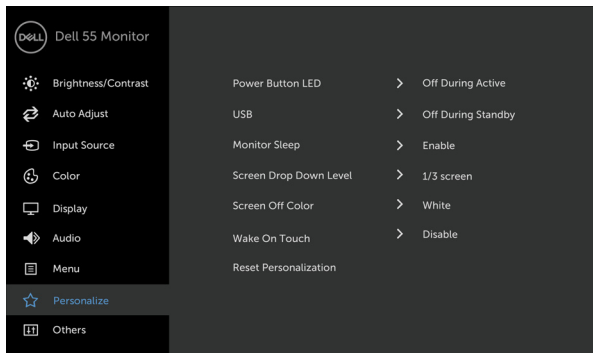 DELL Dell 55 Monitor
Brightness/Contrast
Auto Adjust
Input Source
Color
Display
Audio
Menu
Personalize
Others
Power Button LED > Off During Active
USB > Off During Standby
Monitor Sleep > Enable
Screen Drop Down Level > 1/3 screen
Screen Off Color > White
Wake On Touch > Disable
Reset Personalization